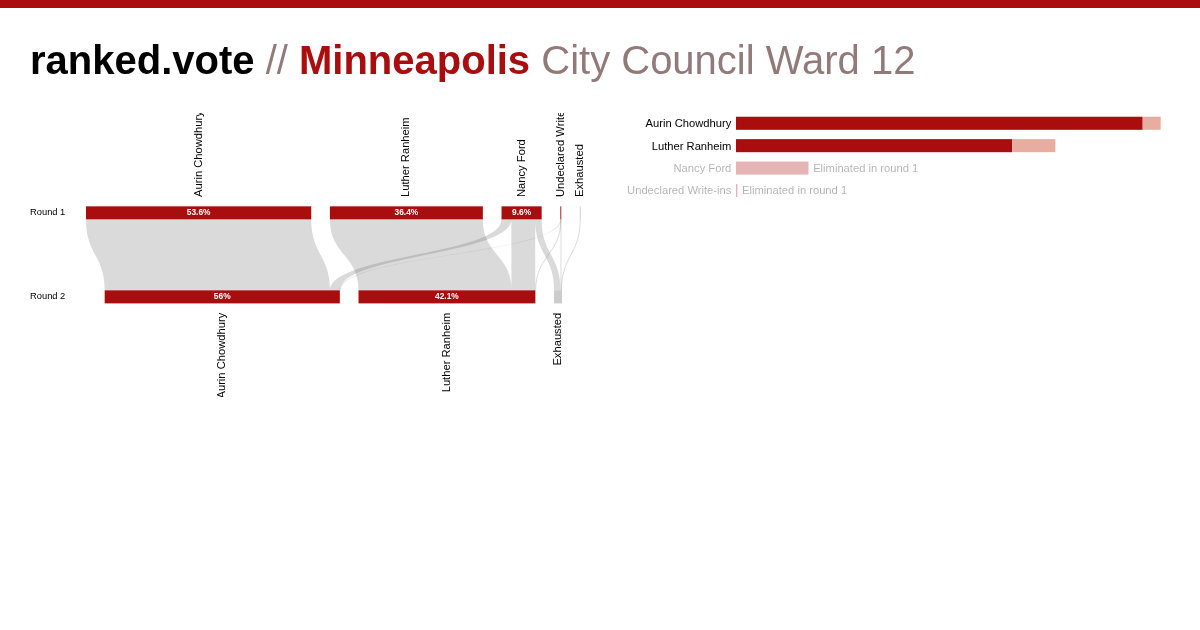 ranked.vote // Minneapolis City Council Ward 12
Aurin Chowdhury
Luther Ranheim
Nancy Ford
Undeclared Write
Exhausted
Round 1
53.6%
36.4%
9.6%
Round 2
56%
42.1%
Aurin Chowdhury
Luther Ranheim
Exhausted
Aurin Chowdhury
Luther Ranheim
Nancy Ford Eliminated in round 1
Undeclared Write-ins Eliminated in round 1